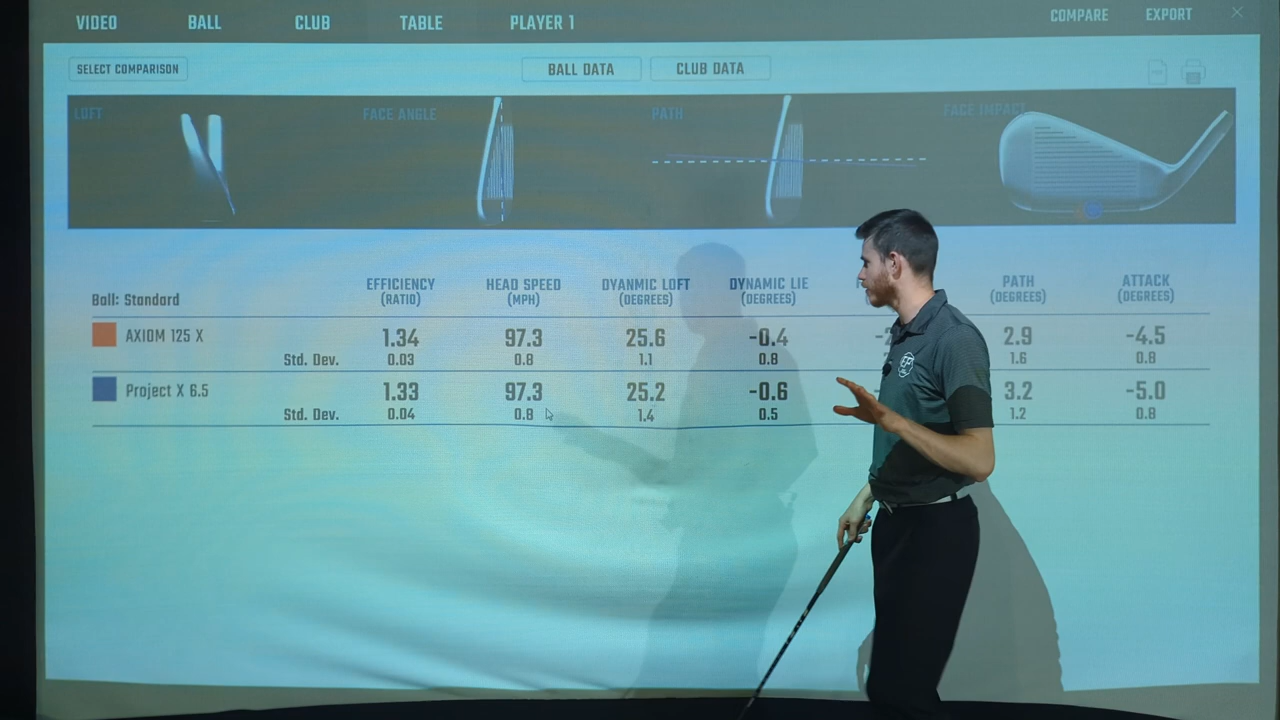 VIDEO BALL CLUB TABLE PLAYER 1 COMPARE EXPORT
SELECT COMPARISON BALL DATA CLUB DATA
LOFT FACE ANGLE PATH FACE IMPACT
EFFICIENCY HEAD SPEED DYANMIC LOFT DYNAMIC LIE PATH ATTACK
Ball: Standard (RATIO) (MPH) (DEGREES) (DEGREES) (DEGREES) (DEGREES)
AXIOM 125 X 1.34 97.3 25.6 -0.4 2.9 -4.5
Std. Dev. 0.03 0.8 1.1 0.8 1.6 0.8
Project X 6.5 1.33 97.3 25.2 -0.6 3.2 -5.0
Std. Dev. 0.04 0.8 1.4 0.5 1.2 0.8